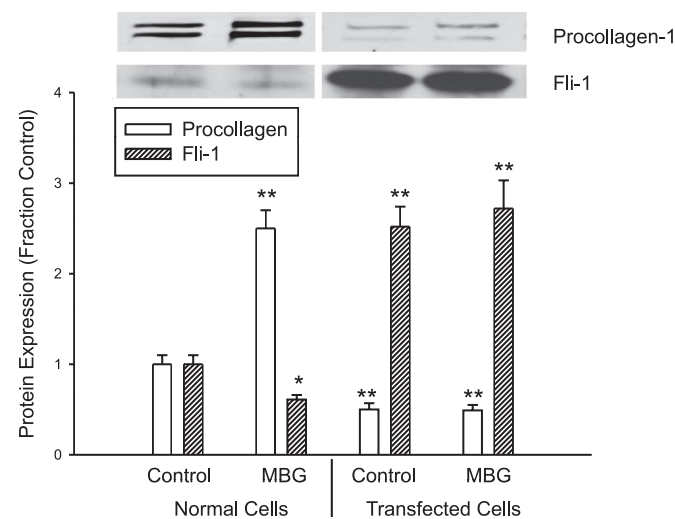 Procollagen-1
Fli-1
Procollagen
Fli-1
Protein Expression (Fraction Control)
4
3
2
1
0
**
*
**
**
**
**
Control MBG Control MBG
Normal Cells Transfected Cells